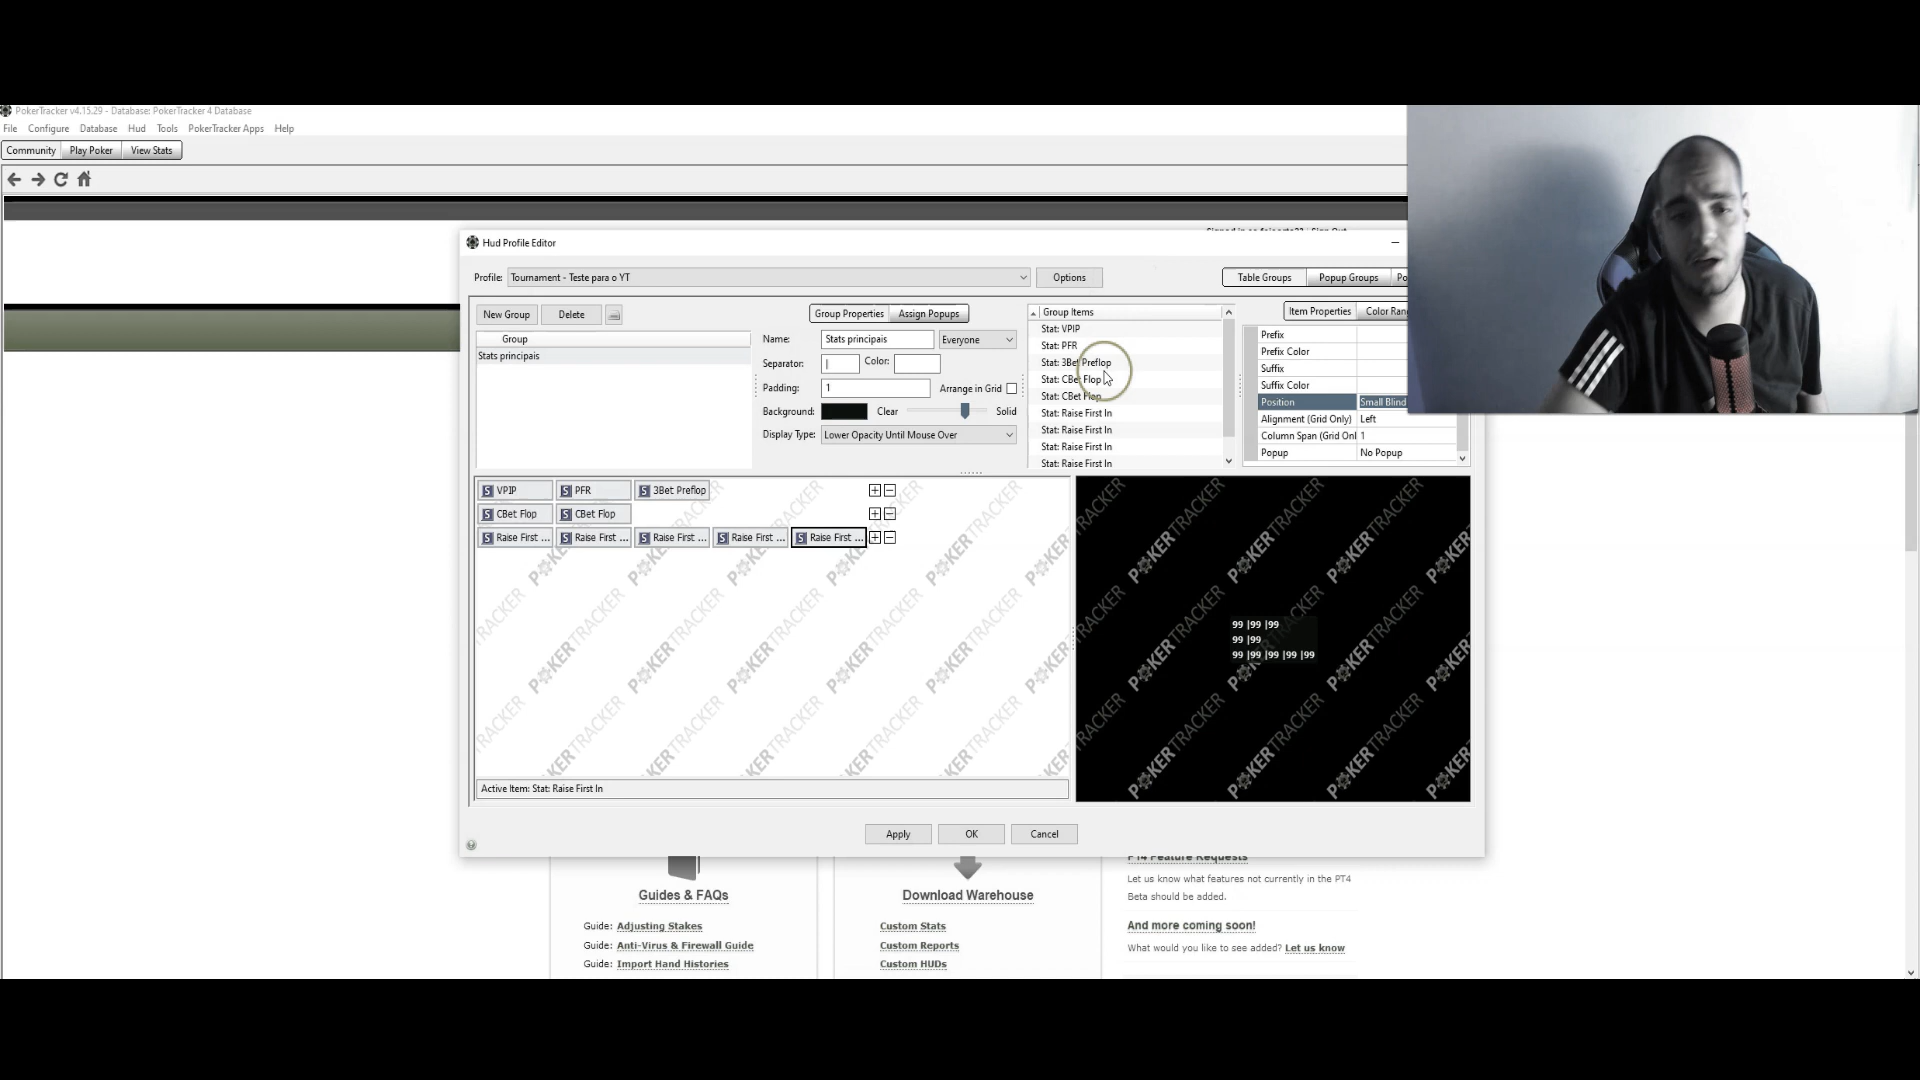 PokerTracker v4.15.29 - Database: PokerTracker 4 Database
File Configure Database Hud Tools PokerTracker Apps Help
Community Play Poker View Stats
Hud Profile Editor
Profile: Tournament - Teste para o YT Options Table Groups Popup Groups Po
New Group Delete
Group
Stats principais
Group Properties Assign Popups
Name: Stats principais Everyone
Separator: | Color:
Padding: 1 Arrange in Grid
Background: Clear Solid
Display Type: Lower Opacity Until Mouse Over
Group Items
Stat: VPIP
Stat: PFR
Stat: 3Bet Preflop
Stat: CBet Flop
Stat: CBet Flop
Stat: Raise First In
Stat: Raise First In
Stat: Raise First In
Stat: Raise First In
Item Properties Color Ran
Prefix
Prefix Color
Suffix
Suffix Color
Position Small Blind
Alignment (Grid Only) Left
Column Span (Grid Onl 1
Popup No Popup
VPIP PFR 3Bet Preflop
CBet Flop CBet Flop
Raise First ... Raise First ... Raise First ... Raise First ... Raise First ...
99 |99 |99
99 |99
99 |99 |99 |99 |99
POKERTRACKER
Active Item: Stat: Raise First In
Apply OK Cancel
Guides & FAQs
Guide: Adjusting Stakes
Guide: Anti-Virus & Firewall Guide
Guide: Import Hand Histories
Download Warehouse
Custom Stats
Custom Reports
Custom HUDs
PT4 Feature Requests
Let us know what features not currently in the PT4
Beta should be added.
And more coming soon!
What would you like to see added? Let us know